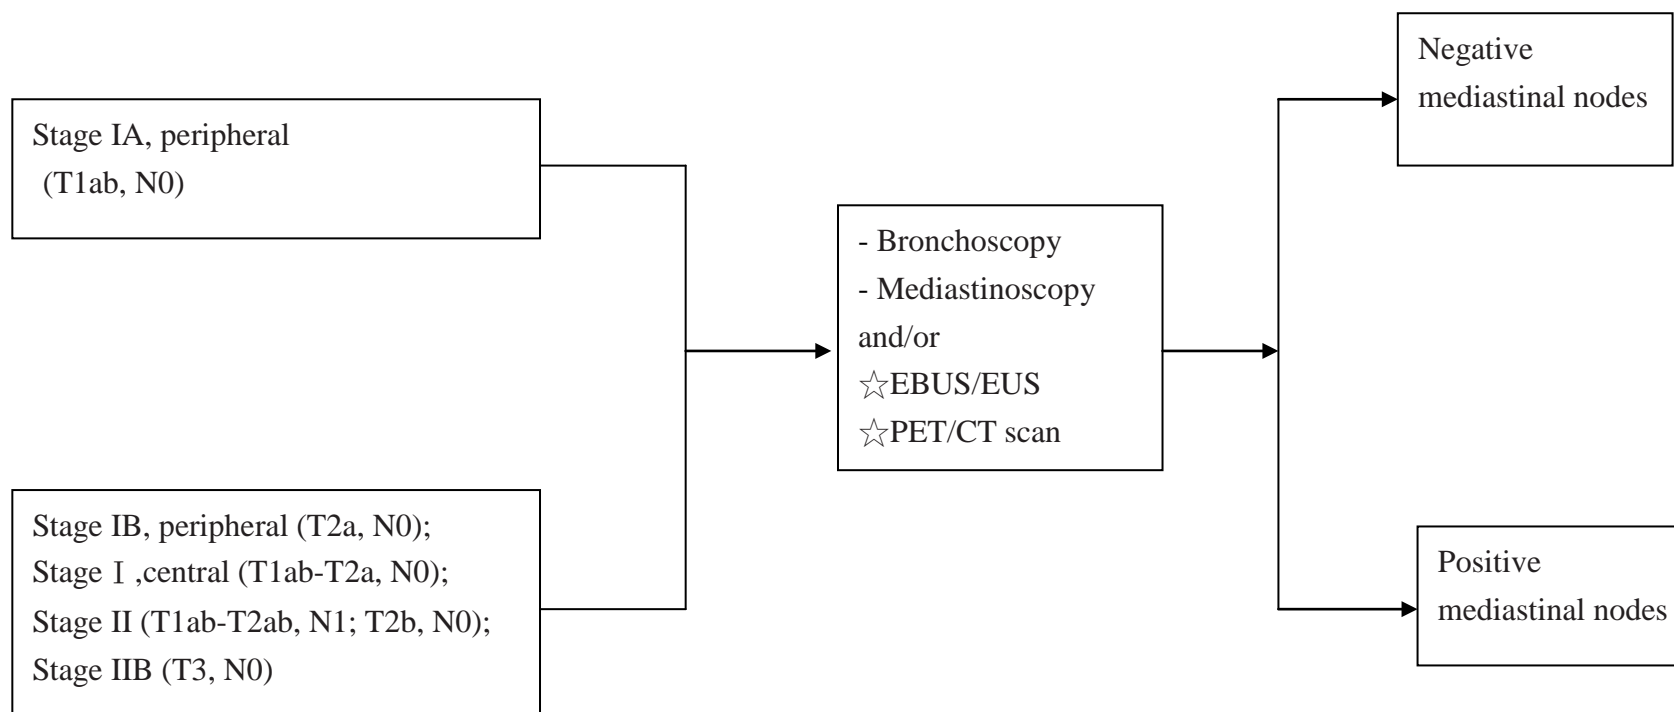 Stage IA, peripheral
(T1ab, N0)
Stage IB, peripheral (T2a, N0);
Stage Ⅰ ,central (T1ab-T2a, N0);
Stage II (T1ab-T2ab, N1; T2b, N0);
Stage IIB (T3, N0)
- Bronchoscopy
- Mediastinoscopy
and/or
☆EBUS/EUS
☆PET/CT scan
Negative
mediastinal nodes
Positive
mediastinal nodes